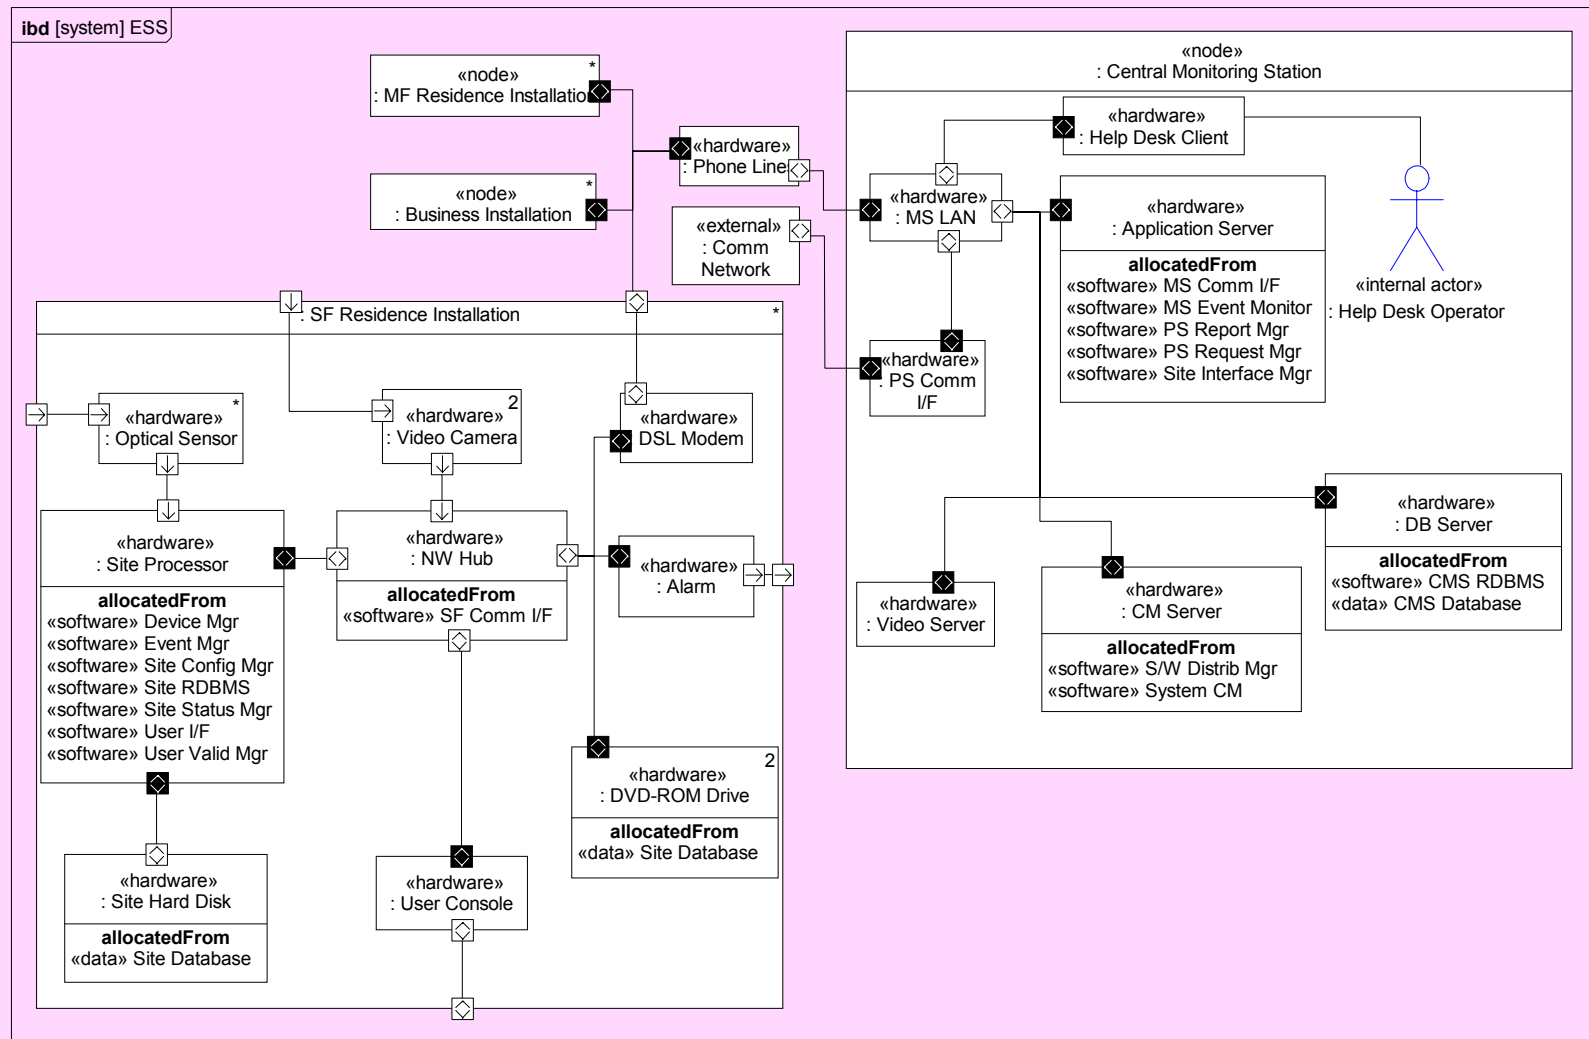 ibd [system] ESS
«node»
*
: MF Residence Installation
«node»
*
: Business Installation
«hardware»
: Phone Lines
«external»
: Comm
Network
«node»
: Central Monitoring Station
«hardware»
: Help Desk Client
«hardware»
: MS LAN
«hardware»
: Application Server
allocatedFrom
«software» MS Comm I/F
«software» MS Event Monitor
«software» PS Report Mgr
«software» PS Request Mgr
«software» Site Interface Mgr
«internal actor»
: Help Desk Operator
«hardware»
: PS Comm
I/F
«hardware»
: DB Server
allocatedFrom
«software» CMS RDBMS
«data» CMS Database
«hardware»
: Video Server
«hardware»
: CM Server
allocatedFrom
«software» S/W Distrib Mgr
«software» System CM
: SF Residence Installation
*
«hardware»
*
: Optical Sensor
«hardware»
2
: Video Camera
«hardware»
: DSL Modem
«hardware»
: Site Processor
allocatedFrom
«software» Device Mgr
«software» Event Mgr
«software» Site Config Mgr
«software» Site RDBMS
«software» Site Status Mgr
«software» User I/F
«software» User Valid Mgr
«hardware»
: NW Hub
allocatedFrom
«software» SF Comm I/F
«hardware»
: Alarm
«hardware»
2
: DVD-ROM Drive
allocatedFrom
«data» Site Database
«hardware»
: Site Hard Disk
allocatedFrom
«data» Site Database
«hardware»
: User Console